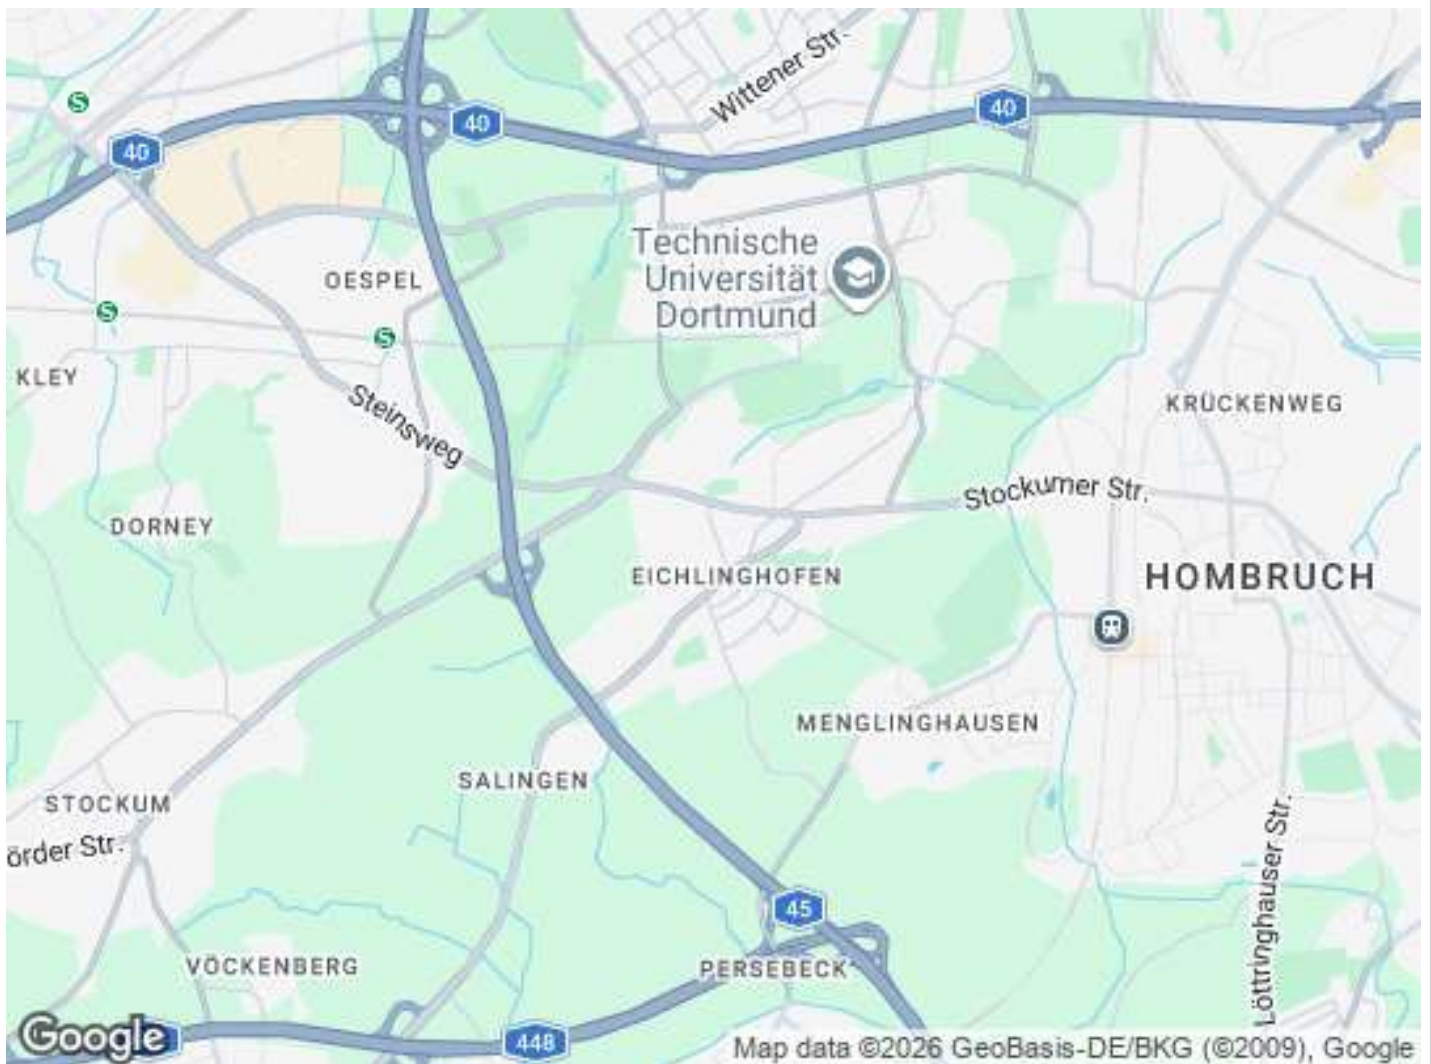 Wittener Str.
40
40
40
Technische
Universität
Dortmund
OESPEL
S
S
S
KLEY
Steinsweg
KRÜCKENWEG
Stockumer Str.
DORNEY
EICHLINGHOFEN
HOMBRUCH
MENGLINGHAUSEN
SALINGEN
STOCKUM
örder Str.
Löttringhauser Str.
45
VÖCKENBERG
PERSEBECK
448
Google
Map data ©2026 GeoBasis-DE/BKG (©2009), Google